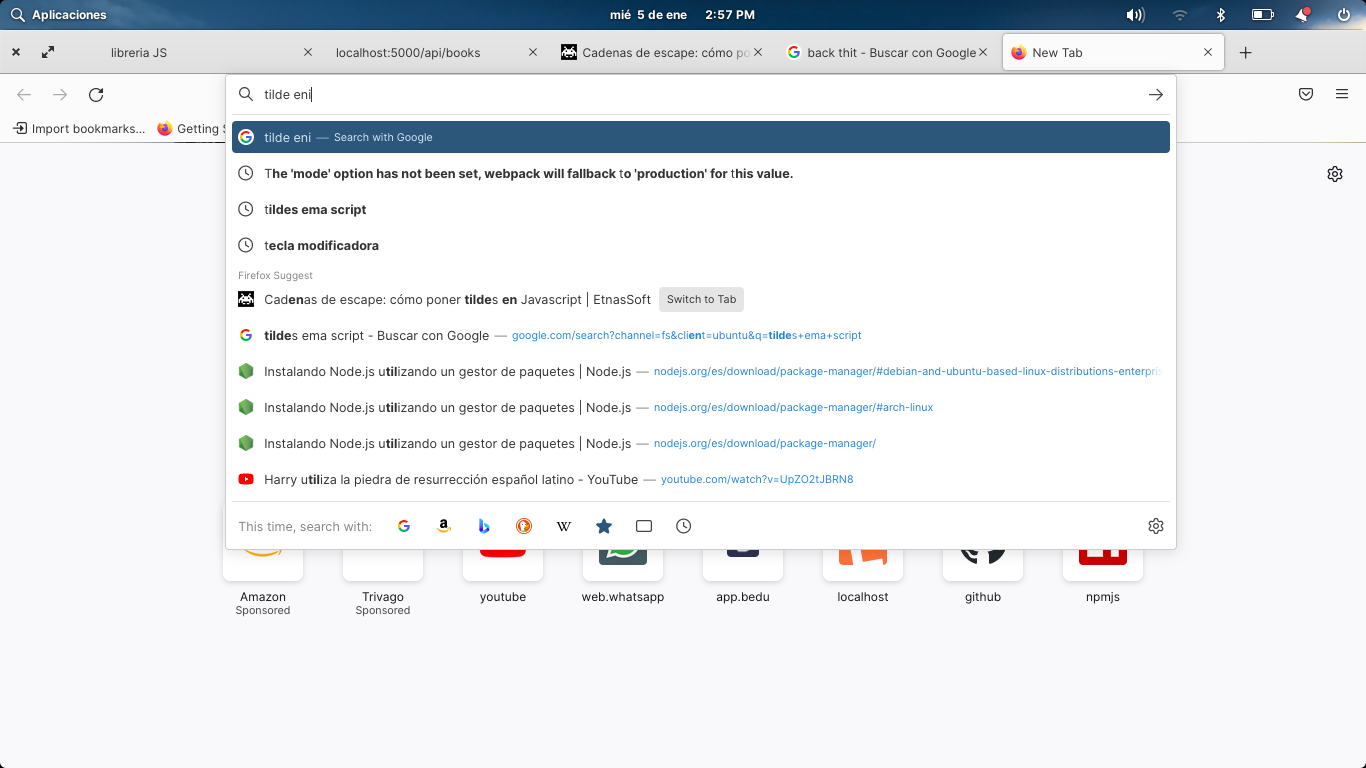 Aplicaciones mié 5 de ene 2:57 PM
libreria JS localhost:5000/api/books Cadenas de escape: cómo po back thit - Buscar con Google New Tab
tilde eni
Import bookmarks... Getting S
tilde eni — Search with Google
The 'mode' option has not been set, webpack will fallback to 'production' for this value.
tildes ema script
tecla modificadora
Firefox Suggest
Cadenas de escape: cómo poner tildes en Javascript | EtnasSoft Switch to Tab
tildes ema script - Buscar con Google — google.com/search?channel=fs&client=ubuntu&q=tildes+ema+script
Instalando Node.js utilizando un gestor de paquetes | Node.js — nodejs.org/es/download/package-manager/#debian-and-ubuntu-based-linux-distributions-enterpris
Instalando Node.js utilizando un gestor de paquetes | Node.js — nodejs.org/es/download/package-manager/#arch-linux
Instalando Node.js utilizando un gestor de paquetes | Node.js — nodejs.org/es/download/package-manager/
Harry utiliza la piedra de resurrección español latino - YouTube — youtube.com/watch?v=UpZO2tJBRN8
This time, search with:
Amazon Trivago youtube web.whatsapp app.bedu localhost github npmjs
Sponsored Sponsored